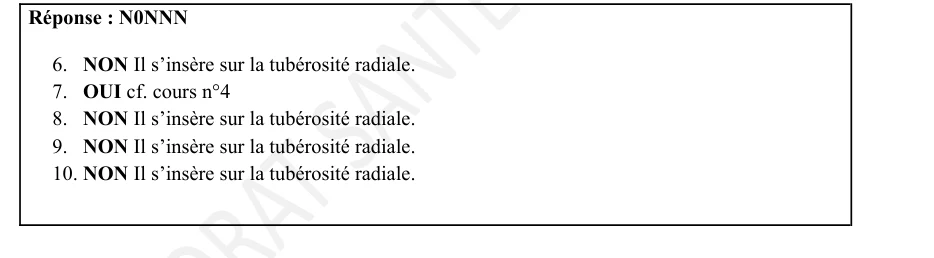 Réponse : N0NNN
6. NON Il s’insère sur la tubérosité radiale.
7. OUI cf. cours n°4
8. NON Il s’insère sur la tubérosité radiale.
9. NON Il s’insère sur la tubérosité radiale.
10. NON Il s’insère sur la tubérosité radiale.